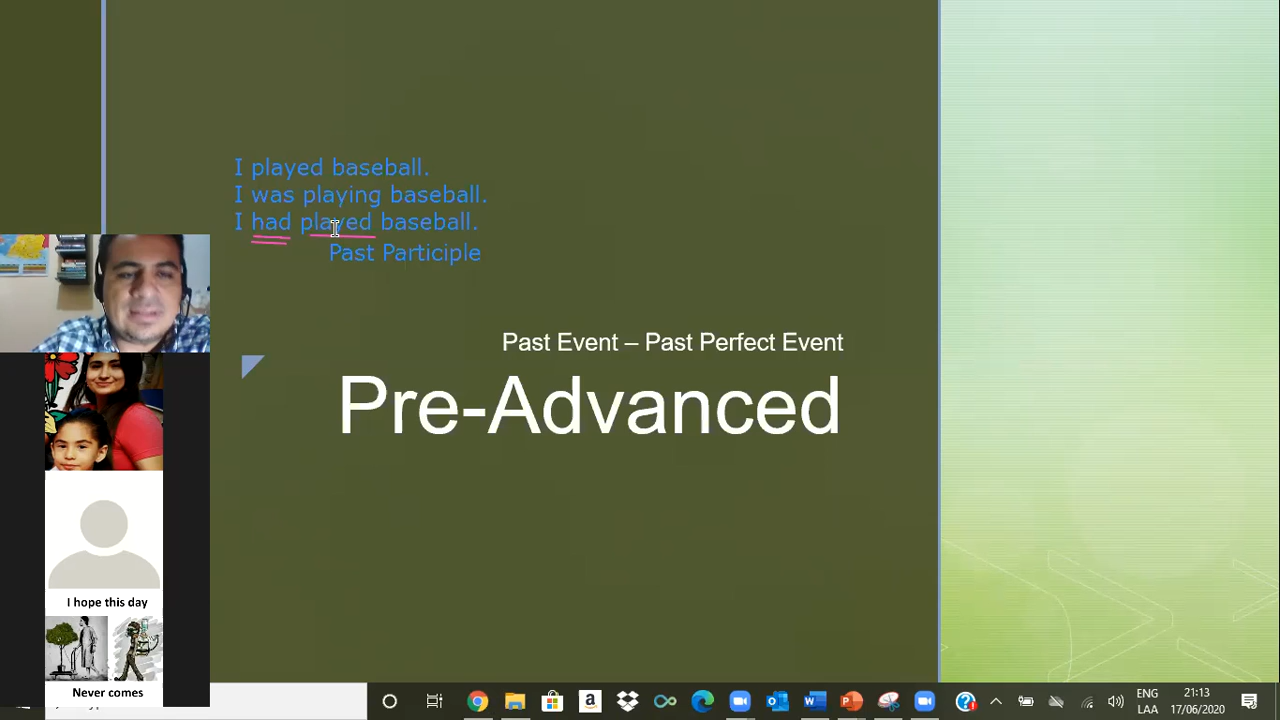 I played baseball.
I was playing baseball.
I had played baseball.
Past Participle
Past Event – Past Perfect Event
Pre-Advanced
I hope this day
Never comes
ENG
LAA
21:13
17/06/2020